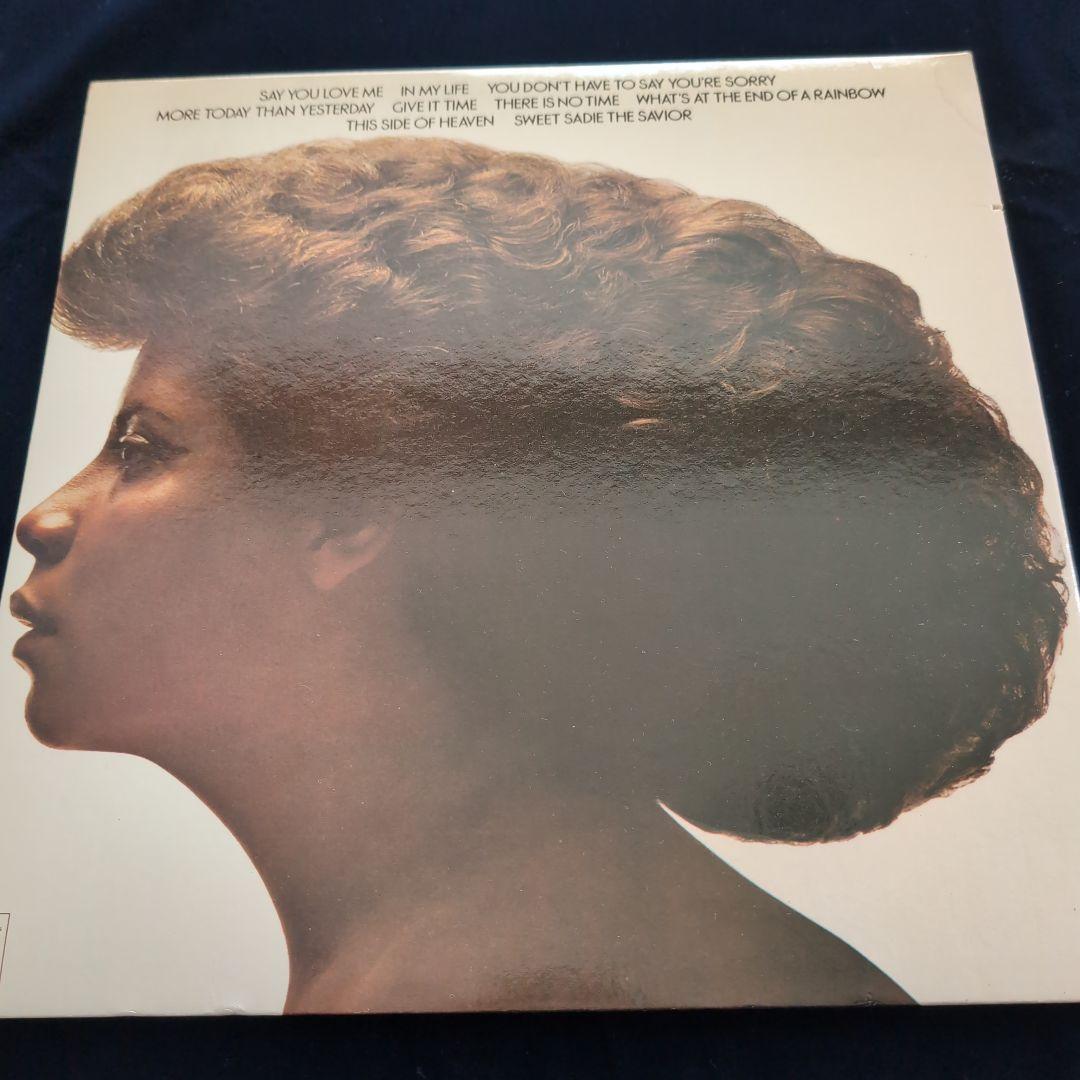 SAY YOU LOVE ME IN MY LIFE YOU DON'T HAVE TO SAY YOU'RE SORRY
MORE TODAY THAN YESTERDAY GIVE IT TIME THERE IS NO TIME WHAT'S AT THE END OF A RAINBOW
THIS SIDE OF HEAVEN SWEET SADIE THE SAVIOR